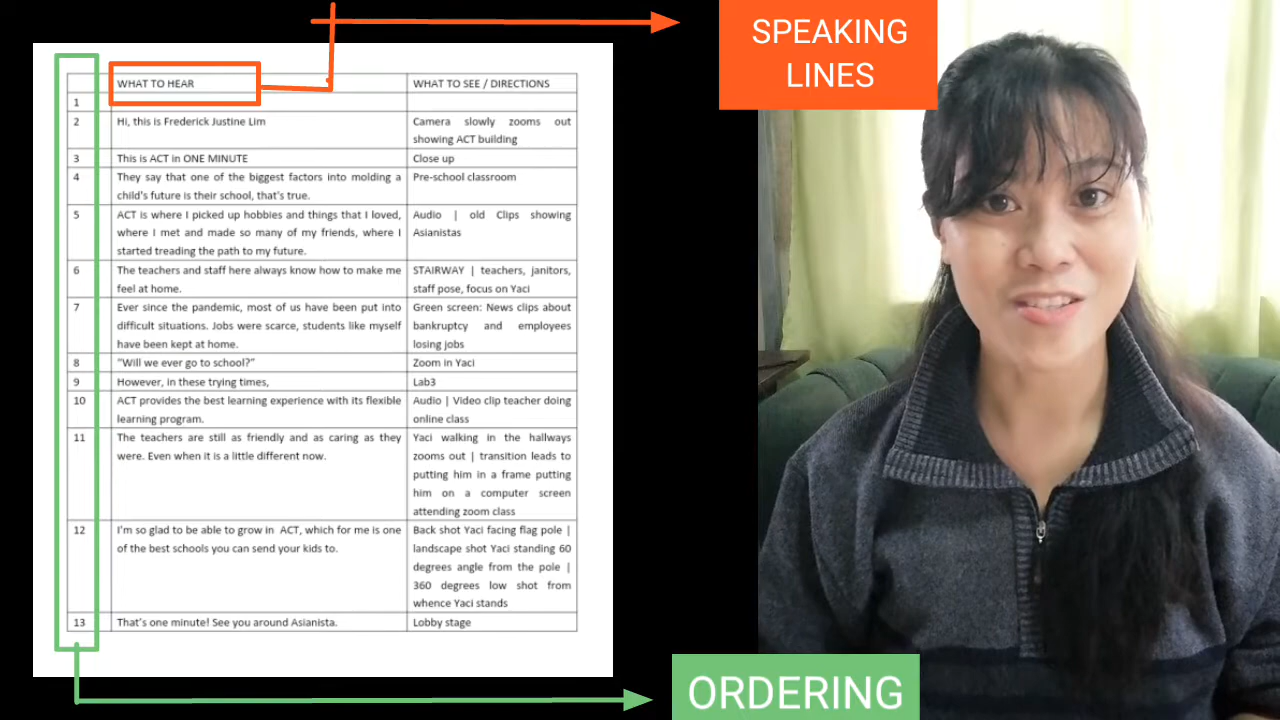 SPEAKING
LINES
WHAT TO HEAR
WHAT TO SEE / DIRECTIONS
1
2
Hi, this is Frederick Justine Lim
Camera slowly zooms out
showing ACT building
3
This is ACT in ONE MINUTE
Close up
4
They say that one of the biggest factors into molding a
child's future is their school, that's true.
Pre-school classroom
5
ACT is where I picked up hobbies and things that I loved,
where I met and made so many of my friends, where I
started treading the path to my future.
Audio | old Clips showing
Asianistas
6
The teachers and staff here always know how to make me
feel at home.
STAIRWAY | teachers, janitors,
staff pose, focus on Yaci
7
Ever since the pandemic, most of us have been put into
difficult situations. Jobs were scarce, students like myself
have been kept at home.
Green screen: News clips about
bankruptcy and employees
losing jobs
8
"Will we ever go to school?"
Zoom in Yaci
9
However, in these trying times,
Lab3
10
ACT provides the best learning experience with its flexible
learning program.
Audio | Video clip teacher doing
online class
11
The teachers are still as friendly and as caring as they
were. Even when it is a little different now.
Yaci walking in the hallways
zooms out | transition leads to
putting him in a frame putting
him on a computer screen
attending zoom class
12
I'm so glad to be able to grow in ACT, which for me is one
of the best schools you can send your kids to.
Back shot Yaci facing flag pole |
landscape shot Yaci standing 60
degrees angle from the pole |
360 degrees low shot from
whence Yaci stands
13
That's one minute! See you around Asianista.
Lobby stage
ORDERING